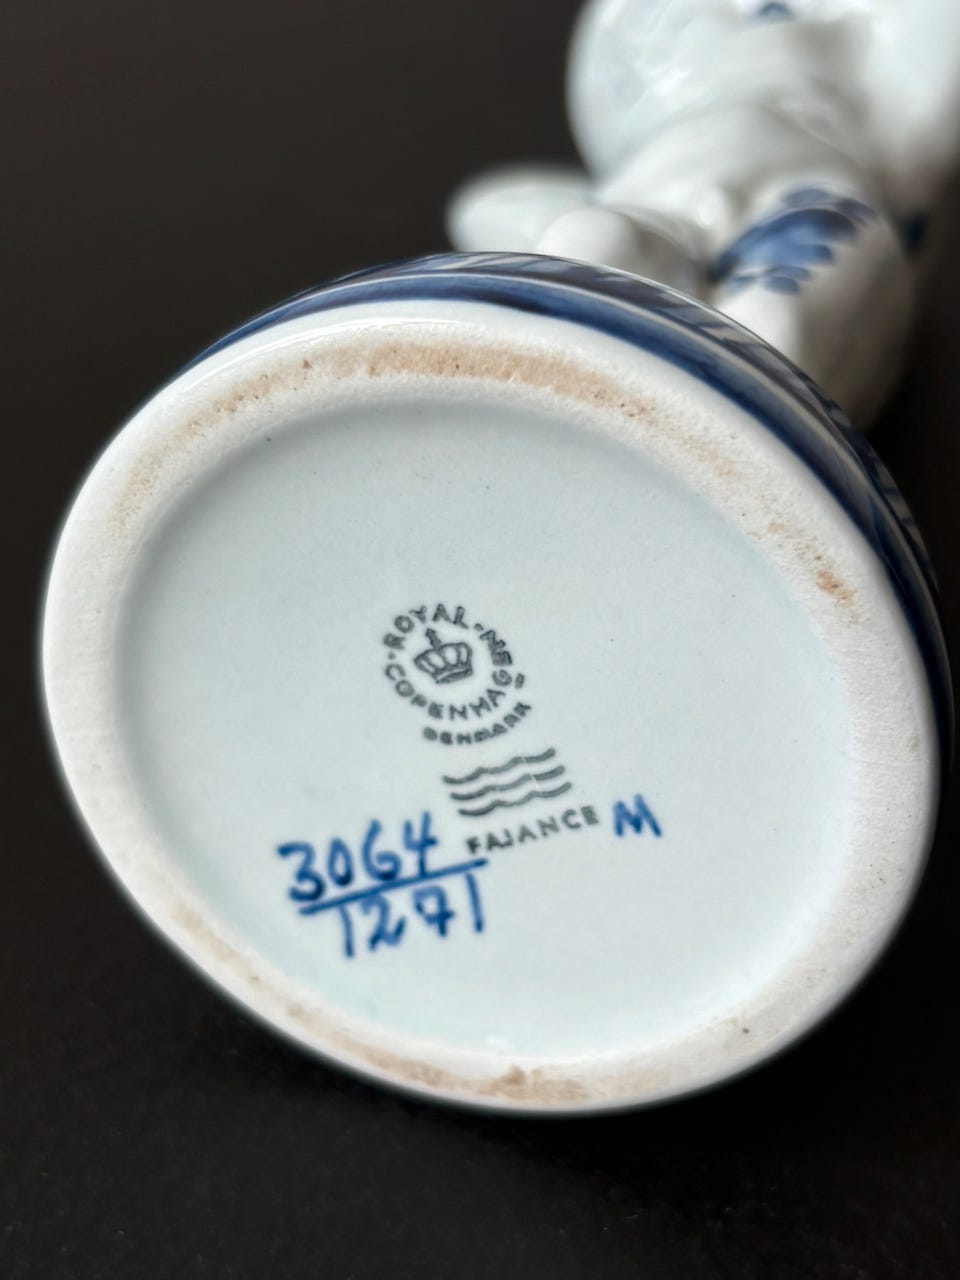 ROYAL COPENHAGEN
DENMARK
FAJANCE M
3064
1271